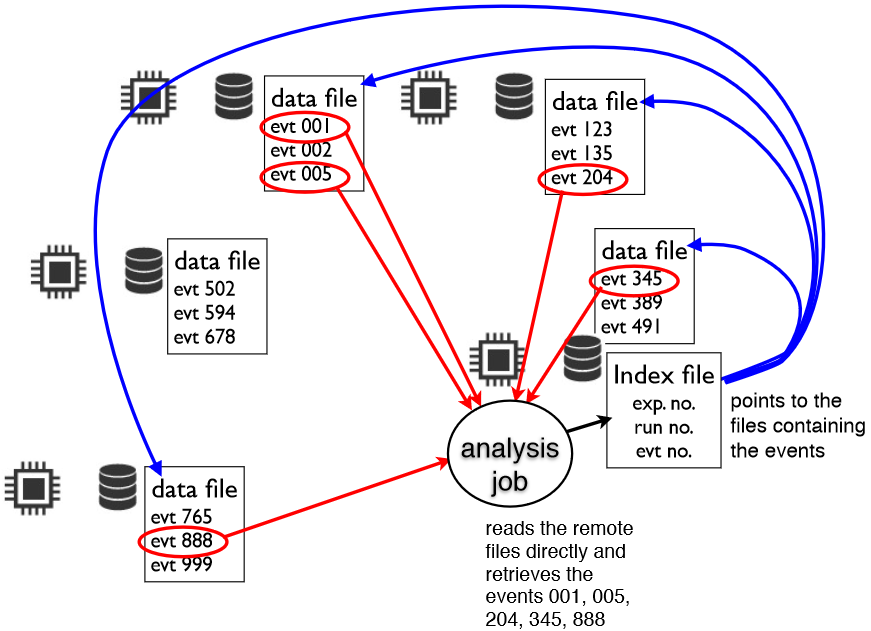 data file
evt 001
evt 002
evt 005
data file
evt 123
evt 135
evt 204
data file
evt 502
evt 594
evt 678
data file
evt 345
evt 389
evt 491
Index file
exp. no.
run no.
evt no.
points to the
files containing
the events
analysis
job
data file
evt 765
evt 888
evt 999
reads the remote
files directly and
retrieves the
events 001, 005,
204, 345, 888